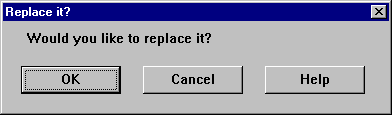 Replace it?
Would you like to replace it?
OK
Cancel
Help